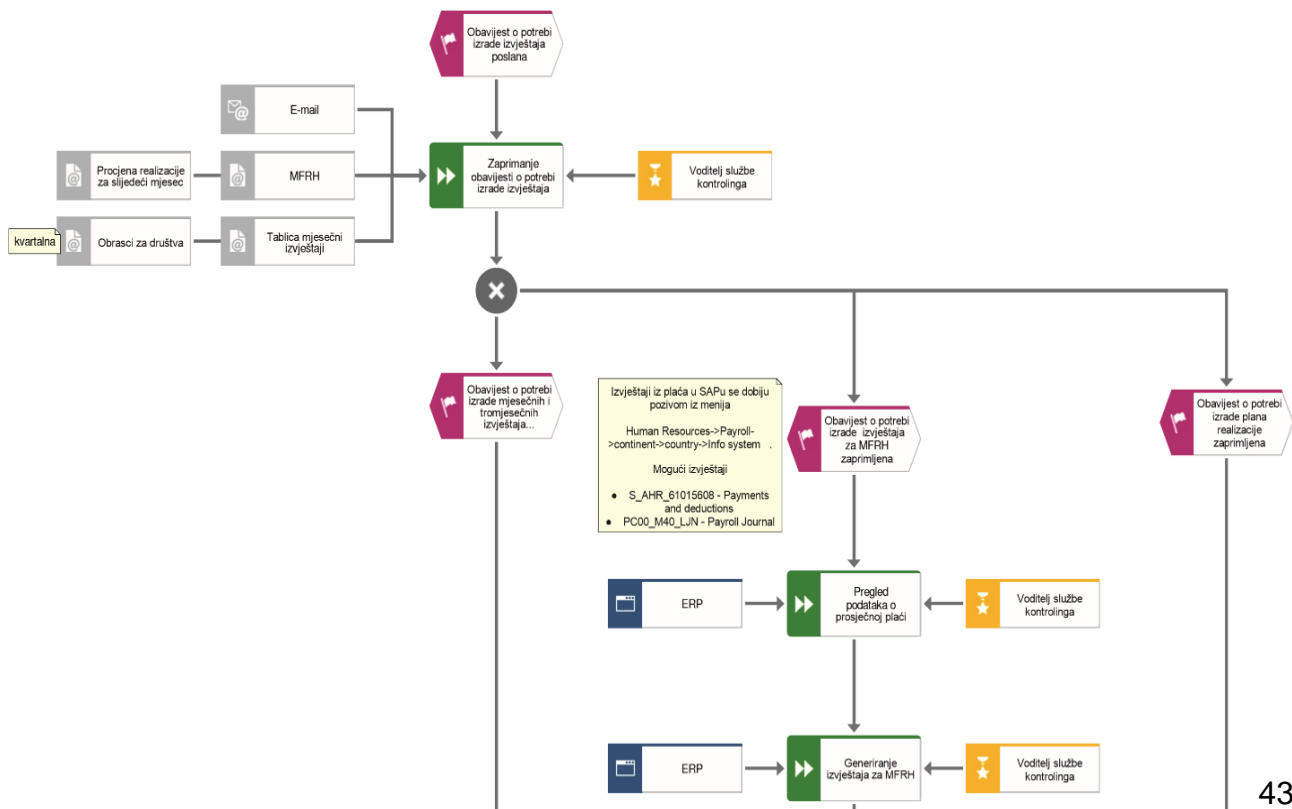 Obavijest o potrebi
izrade izvještaja
poslana
E-mail
Procjena realizacije
za slijedeći mjesec
MFRH
Zaprimanje
obavijesti o potrebi
izrade izvještaja
Voditelj službe
kontrolinga
kvartalna
Obrasci za društva
Tablica mjesečni
izvještaji
Obavijest o potrebi
izrade mjesečnih i
tromjesečnih
izvještaja...
Izvještaji iz plaća u SAPu se dobiju
pozivom iz menija
Human Resources->Payroll-
>continent->country->Info system .
Mogući izvještaji
● S_AHR_61015608 - Payments
and deductions
● PC00_M40_LJN - Payroll Journal
Obavijest o potrebi
izrade izvještaja
za MFRH
zaprimljena
Obavijest o potrebi
izrade plana
realizacije
zaprimljena
ERP
Pregled
podataka o
prosječnoj plaći
Voditelj službe
kontrolinga
ERP
Generiranje
izvještaja za MFRH
Voditelj službe
kontrolinga
43